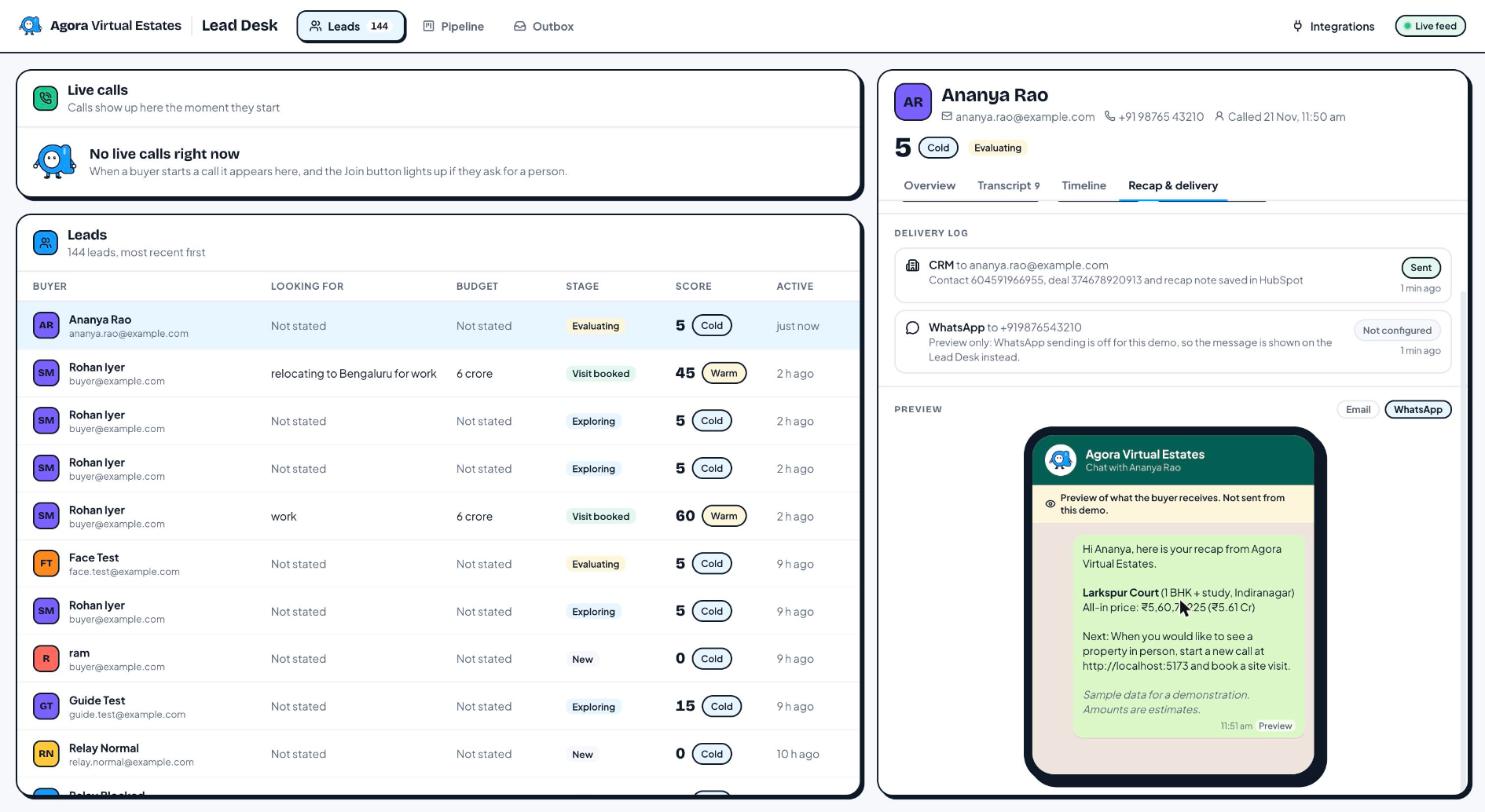 Agora Virtual Estates
Lead Desk
Leads 144
Pipeline
Outbox
Integrations
Live feed
Live calls
Calls show up here the moment they start
No live calls right now
When a buyer starts a call it appears here, and the Join button lights up if they ask for a person.
Leads
144 leads, most recent first
BUYER LOOKING FOR BUDGET STAGE SCORE ACTIVE
AR Ananya Rao Not stated Not stated Evaluating 5 Cold just now
ananya.rao@example.com
SM Rohan Iyer relocating to Bengaluru for work 6 crore Visit booked 45 Warm 2 h ago
buyer@example.com
SM Rohan Iyer Not stated Not stated Exploring 5 Cold 2 h ago
buyer@example.com
SM Rohan Iyer Not stated Not stated Exploring 5 Cold 2 h ago
buyer@example.com
SM Rohan Iyer work 6 crore Visit booked 60 Warm 2 h ago
buyer@example.com
FT Face Test Not stated Not stated Evaluating 5 Cold 9 h ago
face.test@example.com
SM Rohan Iyer Not stated Not stated Exploring 5 Cold 9 h ago
buyer@example.com
R ram Not stated Not stated New 0 Cold 9 h ago
buyer@example.com
GT Guide Test Not stated Not stated Exploring 15 Cold 9 h ago
guide.test@example.com
RN Relay Normal Not stated Not stated New 0 Cold 10 h ago
relay.normal@example.com
AR Ananya Rao
ananya.rao@example.com +91 98765 43210 Called 21 Nov, 11:50 am
5 Cold Evaluating
Overview Transcript 9 Timeline Recap & delivery
DELIVERY LOG
CRM to ananya.rao@example.com Sent
Contact 604591966955, deal 374678920913 and recap note saved in HubSpot
1 min ago
WhatsApp to +919876543210 Not configured
Preview only: WhatsApp sending is off for this demo, so the message is shown on the
Lead Desk instead.
1 min ago
PREVIEW Email WhatsApp
Agora Virtual Estates
Chat with Ananya Rao
Preview of what the buyer receives. Not sent from
this demo.
Hi Ananya, here is your recap from Agora
Virtual Estates.
Larkspur Court (1 BHK + study, Indiranagar)
All-in price: (₹5.61 Cr)
Next: When you would like to see a
property in person, start a new call at
http://localhost:5173 and book a site visit.
Sample data for a demonstration.
Amounts are estimates.
11:51 am Preview